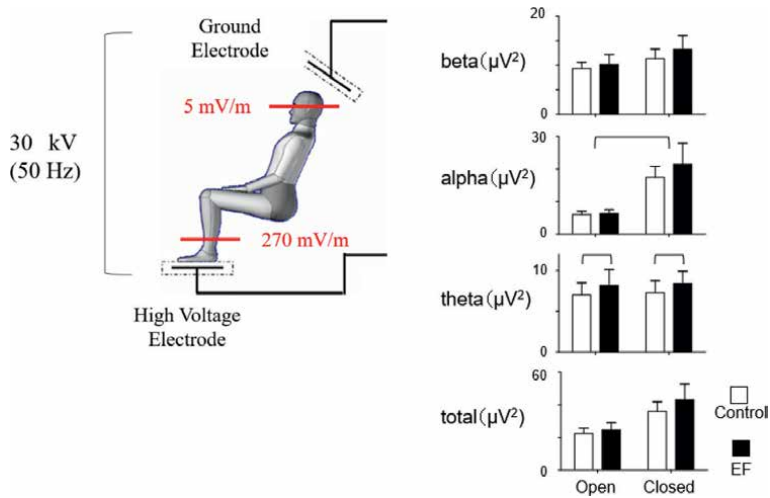 Ground
Electrode
5 mV/m
30 kV
(50 Hz)
270 mV/m
High Voltage
Electrode
20
beta(μV²)
0
30
alpha(μV²)
0
10
theta(μV²)
0
60
total(μV²)
0
Open
Closed
Control
EF